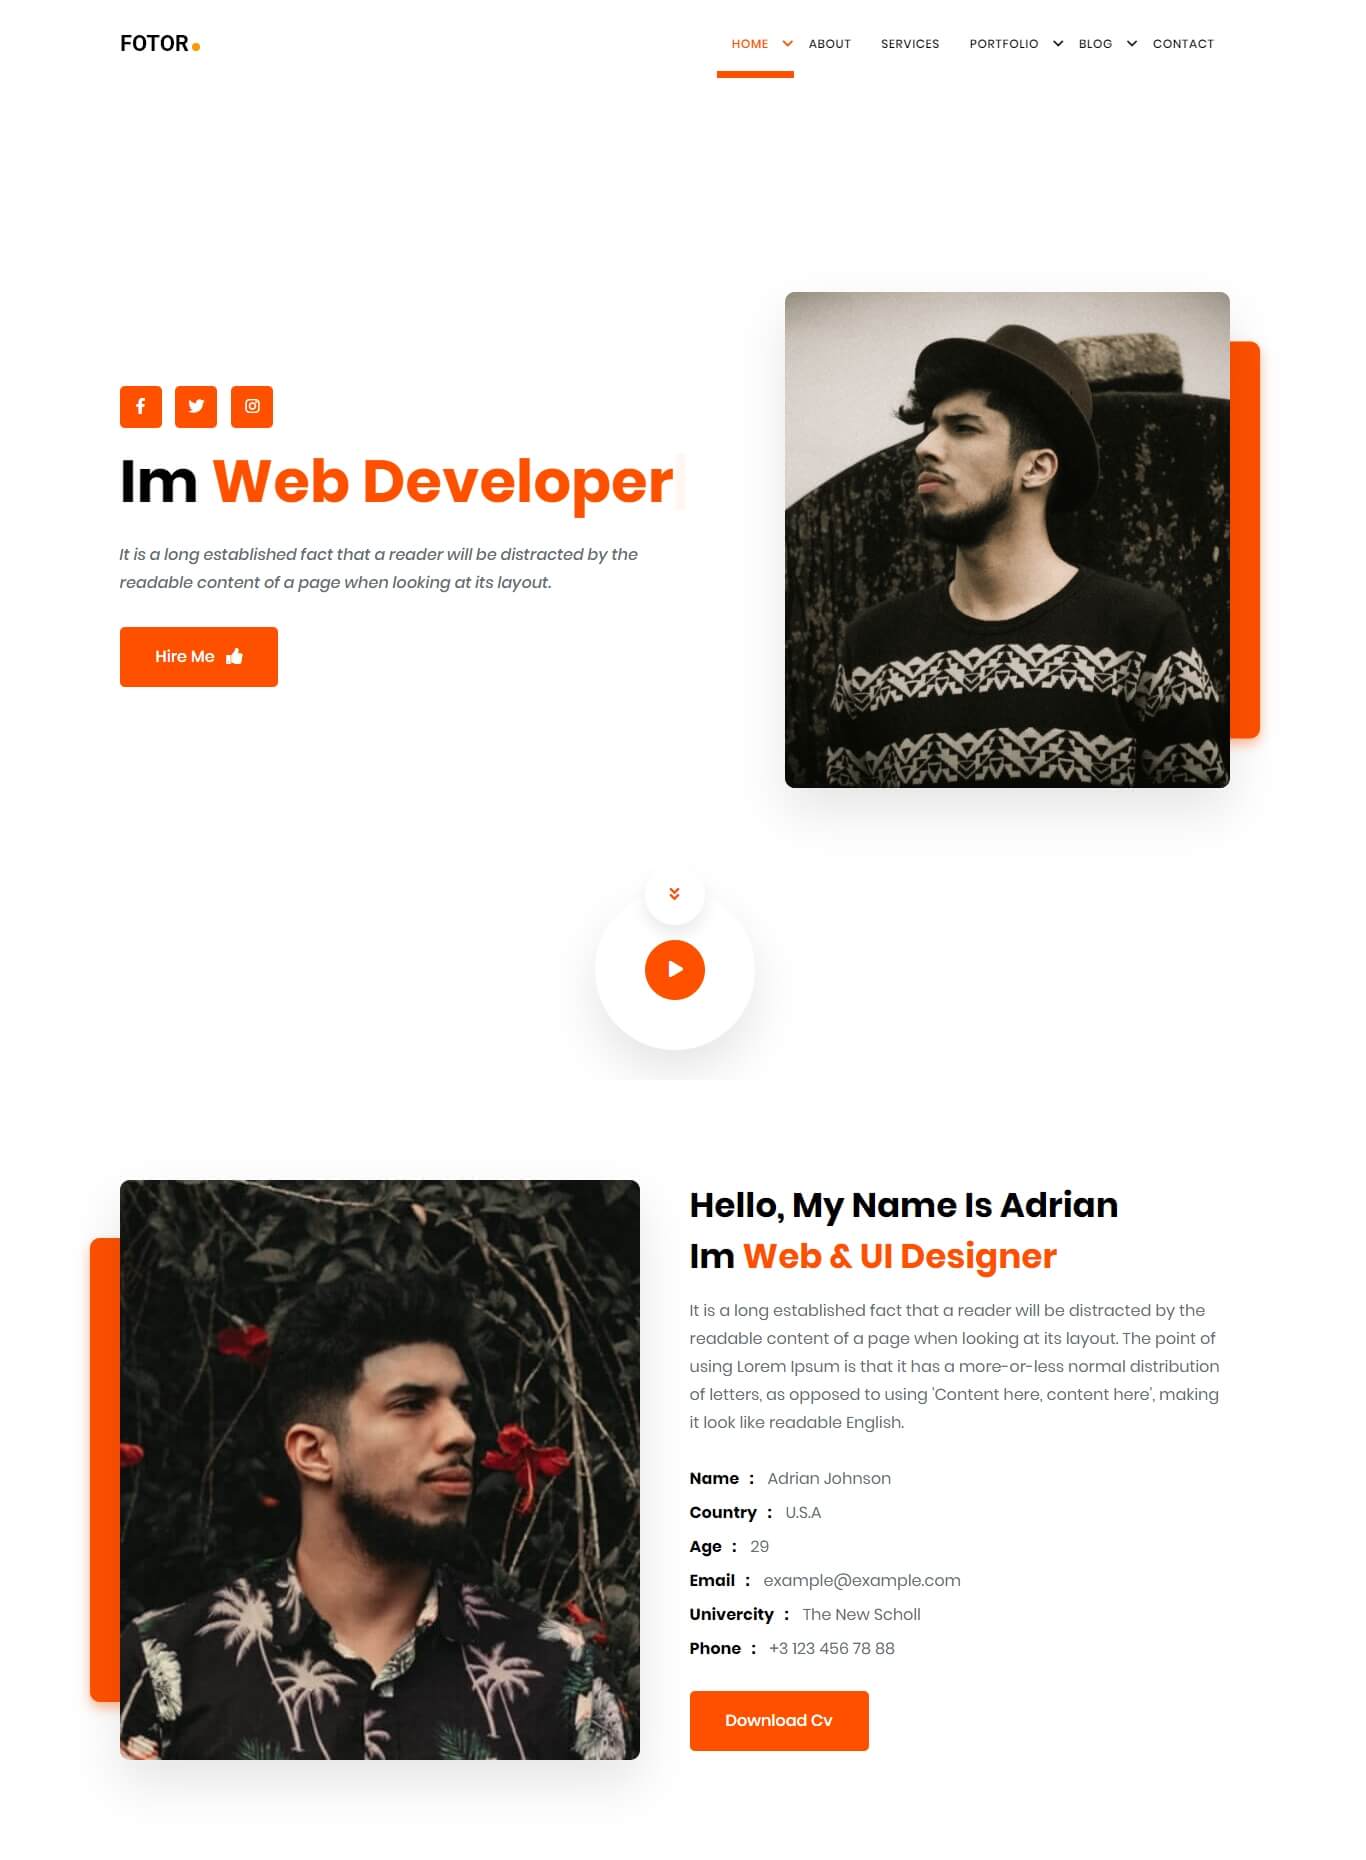 FOTOR
HOME ABOUT SERVICES PORTFOLIO BLOG CONTACT
Im Web Developer
It is a long established fact that a reader will be distracted by the
readable content of a page when looking at its layout.
Hire Me
Hello, My Name Is Adrian
Im Web & UI Designer
It is a long established fact that a reader will be distracted by the
readable content of a page when looking at its layout. The point of
using Lorem Ipsum is that it has a more-or-less normal distribution
of letters, as opposed to using 'Content here, content here', making
it look like readable English.
Name : Adrian Johnson
Country : U.S.A
Age : 29
Email : example@example.com
Univercity : The New Scholl
Phone : +3 123 456 78 88
Download Cv